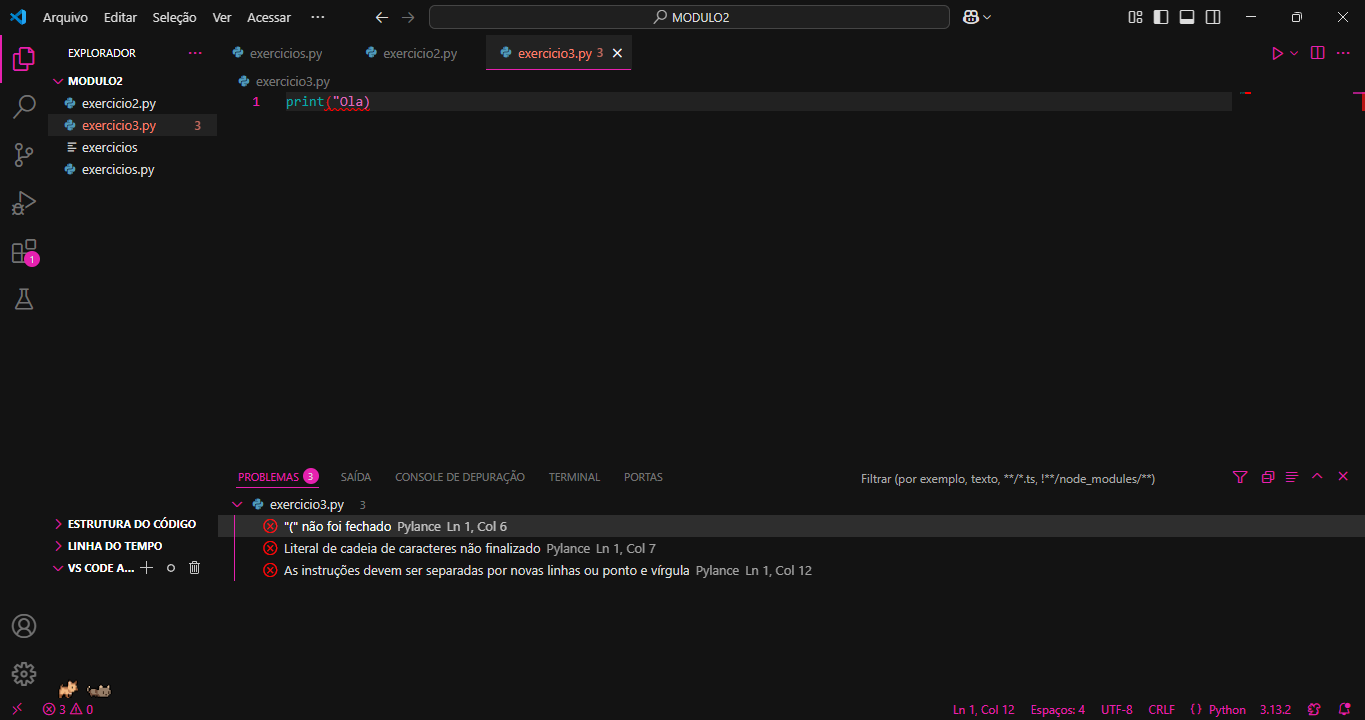 Arquivo Editar Seleção Ver Acessar ··· MODULO2
EXPLORADOR ···
MODULO2
exercicio2.py
exercicio3.py 3
exercicios
exercicios.py
1
ESTRUTURA DO CÓDIGO
LINHA DO TEMPO
VS CODE A...
exercicios.py exercicio2.py exercicio3.py 3
exercicio3.py
1 print("Ola)
PROBLEMAS 3 SAÍDA CONSOLE DE DEPURAÇÃO TERMINAL PORTAS Filtrar (por exemplo, texto, **/*.ts, !**/node_modules/**)
exercicio3.py 3
"(" não foi fechado Pylance Ln 1, Col 6
Literal de cadeia de caracteres não finalizado Pylance Ln 1, Col 7
As instruções devem ser separadas por novas linhas ou ponto e vírgula Pylance Ln 1, Col 12
3 0 Ln 1, Col 12 Espaços: 4 UTF-8 CRLF {} Python 3.13.2